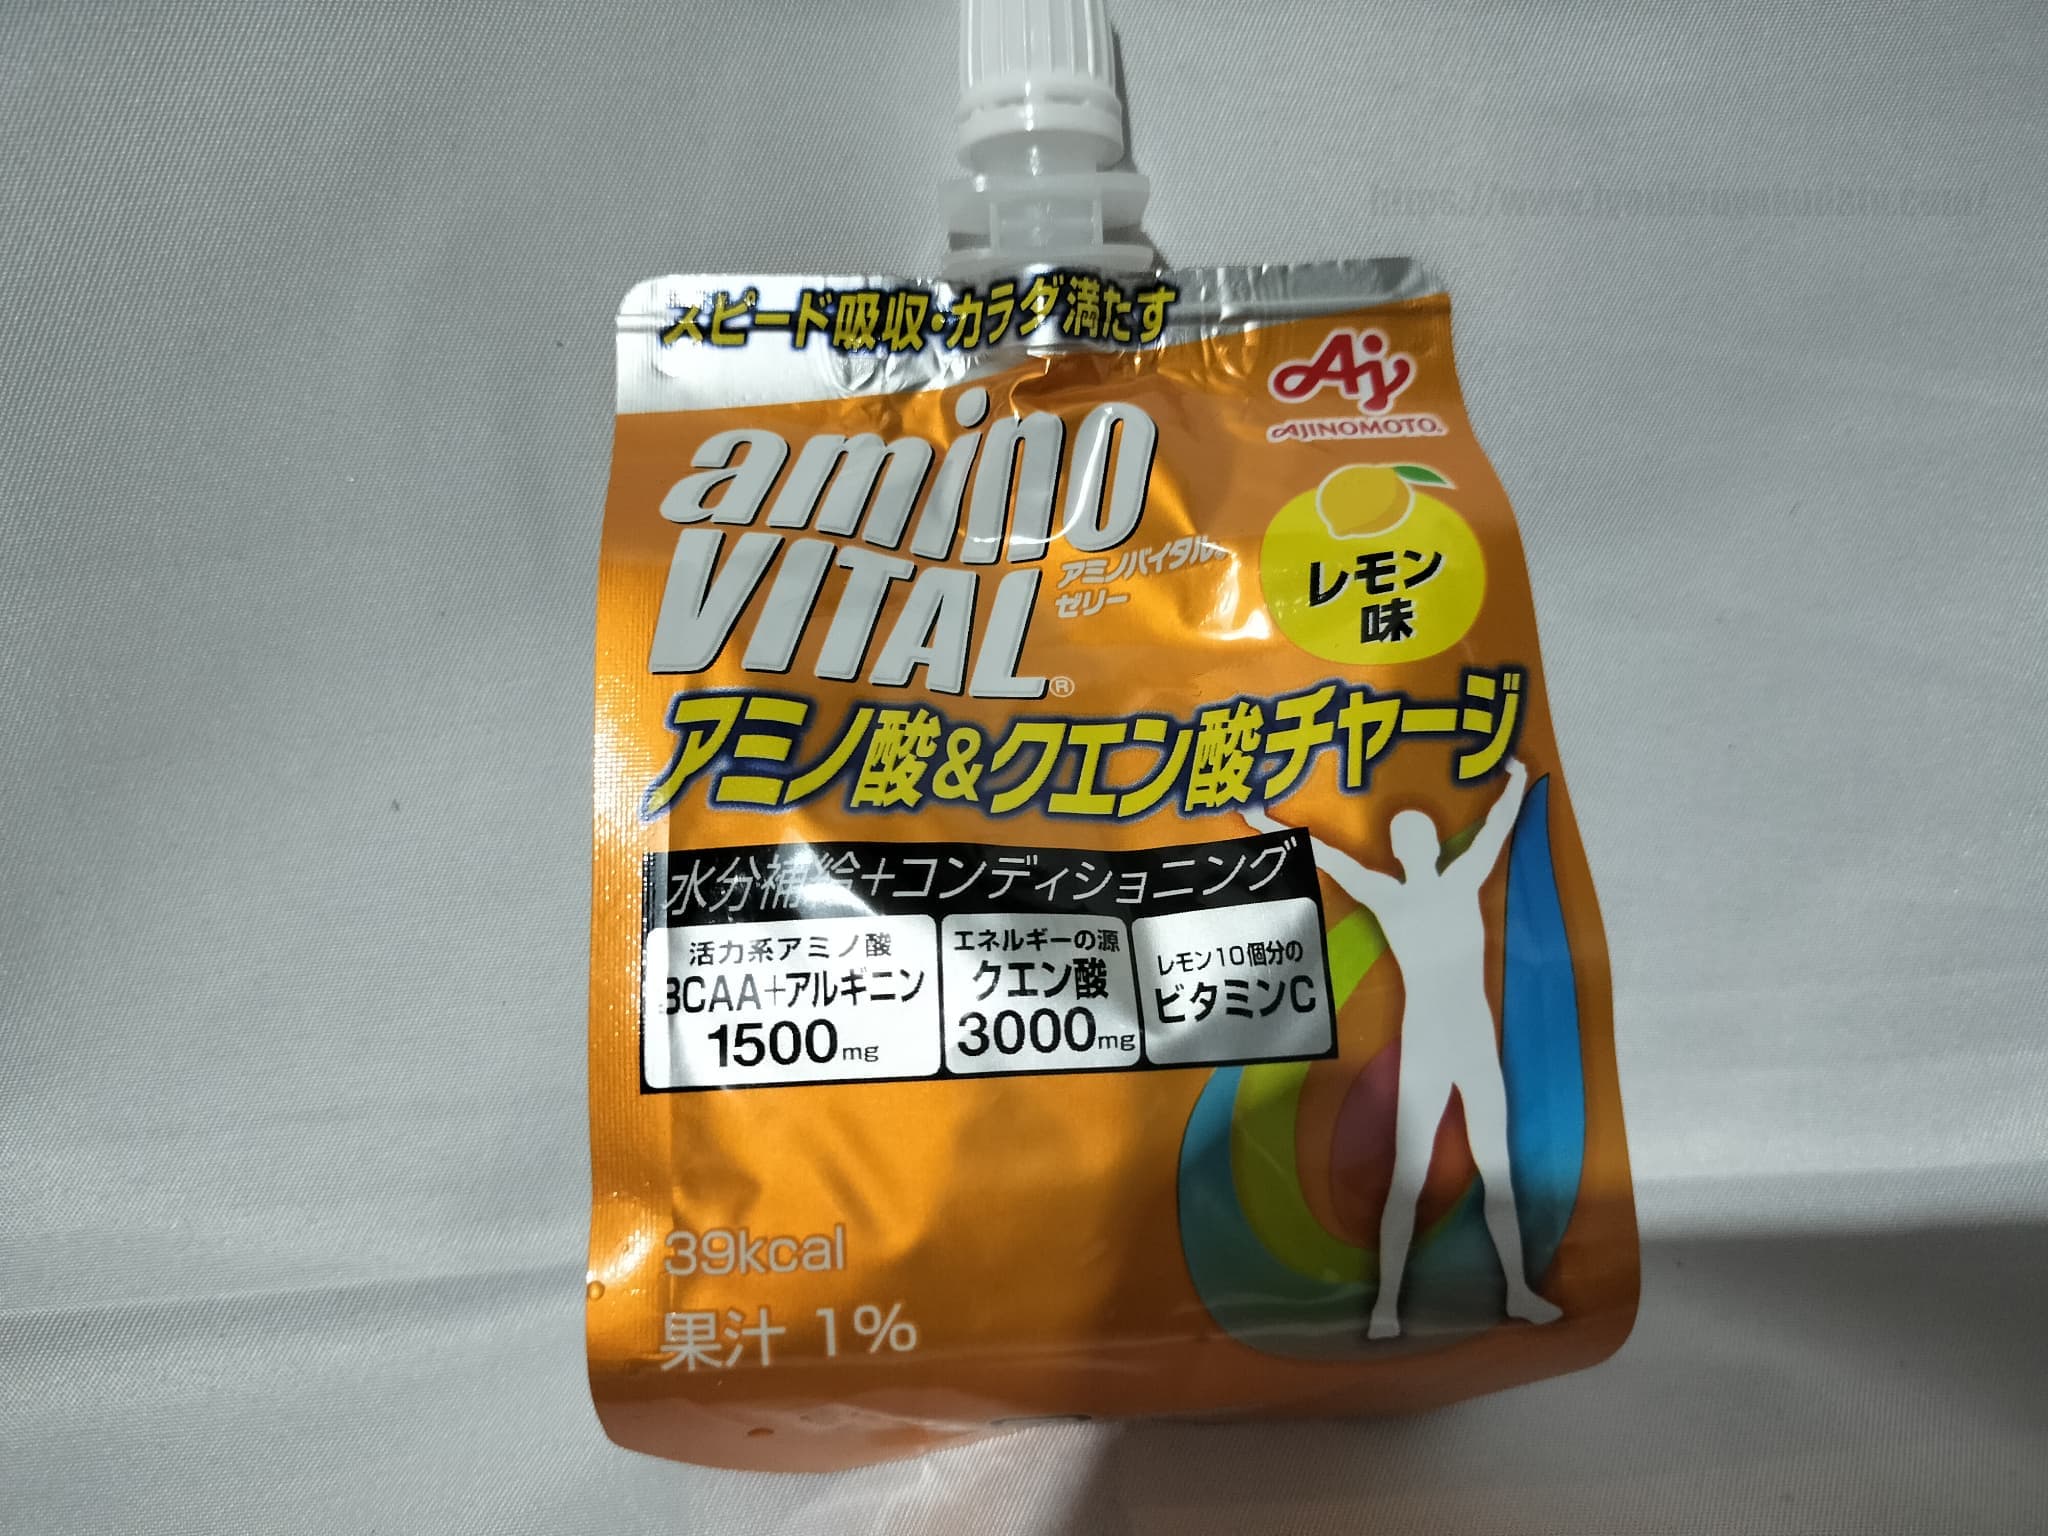 スピード吸収・カラダ満たす
Aj
AJINOMOTO®
amino
VITAL®
アミノバイタル®
ゼリー
レモン
味
アミノ酸&クエン酸チャージ
水分補給+コンディショニング
活力系アミノ酸
BCAA+アルギニン
1500mg
エネルギーの源
クエン酸
3000mg
レモン10個分の
ビタミンC
39kcal
果汁 1%